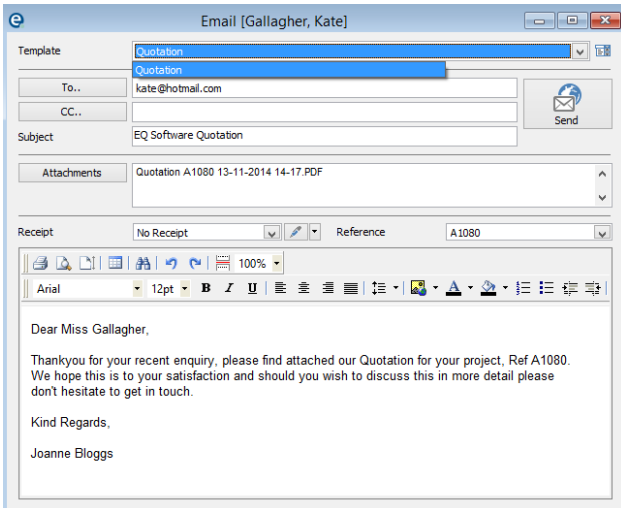 e Email [Gallagher, Kate]
Template Quotation
Quotation
To.. kate@hotmail.com
CC..
Send
Subject EQ Software Quotation
Attachments Quotation A1080 13-11-2014 14-17.PDF
Receipt No Receipt Reference A1080
100%
Arial 12pt B I U A
Dear Miss Gallagher,
Thankyou for your recent enquiry, please find attached our Quotation for your project, Ref A1080.
We hope this is to your satisfaction and should you wish to discuss this in more detail please
don't hesitate to get in touch.
Kind Regards,
Joanne Bloggs